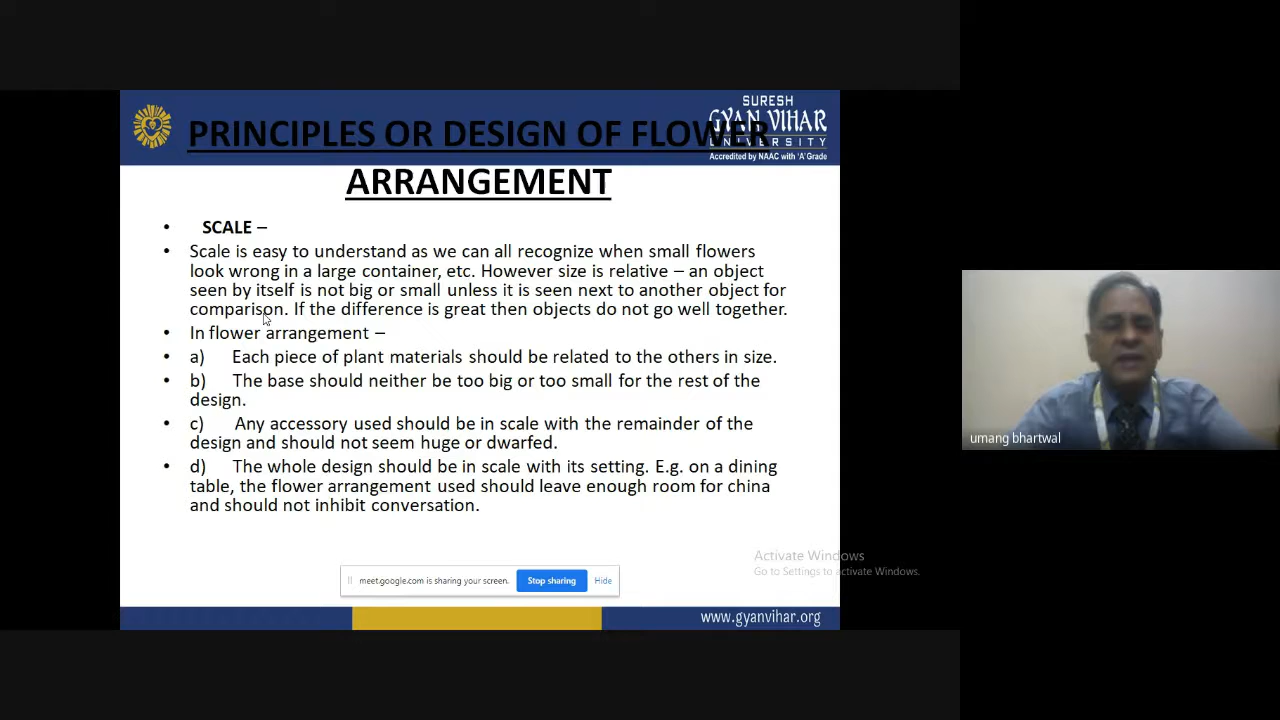 SURESH
GYAN VIHAR
UNIVERSITY
Accredited by NAAC with 'A' Grade
PRINCIPLES OR DESIGN OF FLOWER
ARRANGEMENT
• SCALE –
• Scale is easy to understand as we can all recognize when small flowers
look wrong in a large container, etc. However size is relative – an object
seen by itself is not big or small unless it is seen next to another object for
comparison. If the difference is great then objects do not go well together.
• In flower arrangement –
• a) Each piece of plant materials should be related to the others in size.
• b) The base should neither be too big or too small for the rest of the
design.
• c) Any accessory used should be in scale with the remainder of the
design and should not seem huge or dwarfed.
• d) The whole design should be in scale with its setting. E.g. on a dining
table, the flower arrangement used should leave enough room for china
and should not inhibit conversation.
umang bhartwal
Activate Windows
Go to Settings to activate Windows.
meet.google.com is sharing your screen. Stop sharing Hide
www.gyanvihar.org